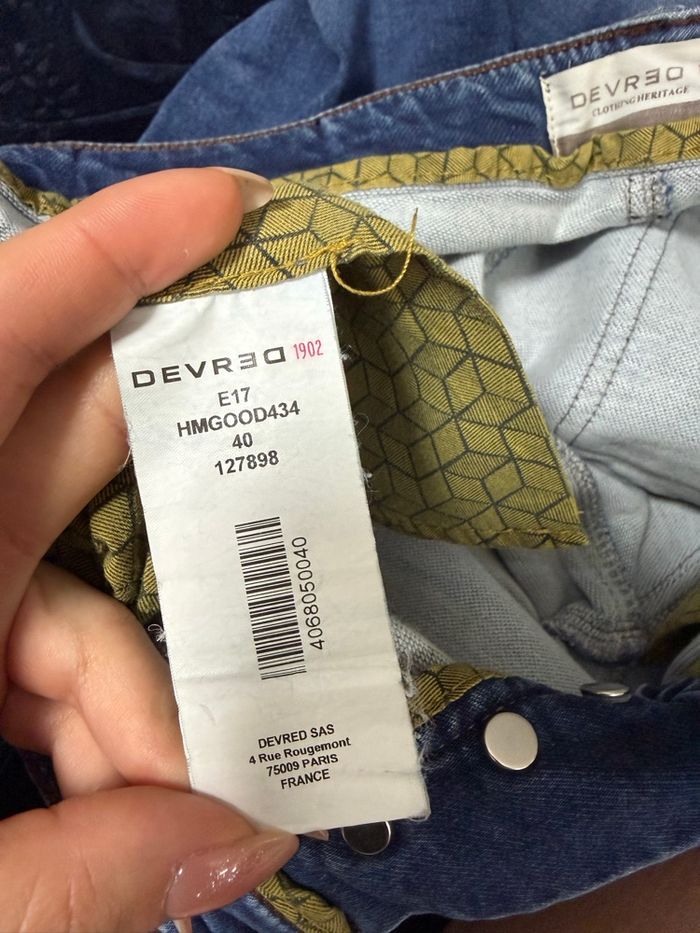 DEVRED
CLOTHING HERITAGE
DEVRED 1902
E17
HMGOOD434
40
127898
4068050040
DEVRED SAS
4 Rue Rougemont
75009 PARIS
FRANCE